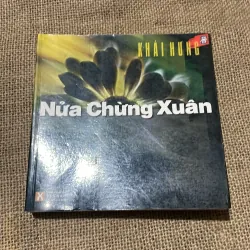 KHÁI HƯNG
Nửa Chừng Xuân